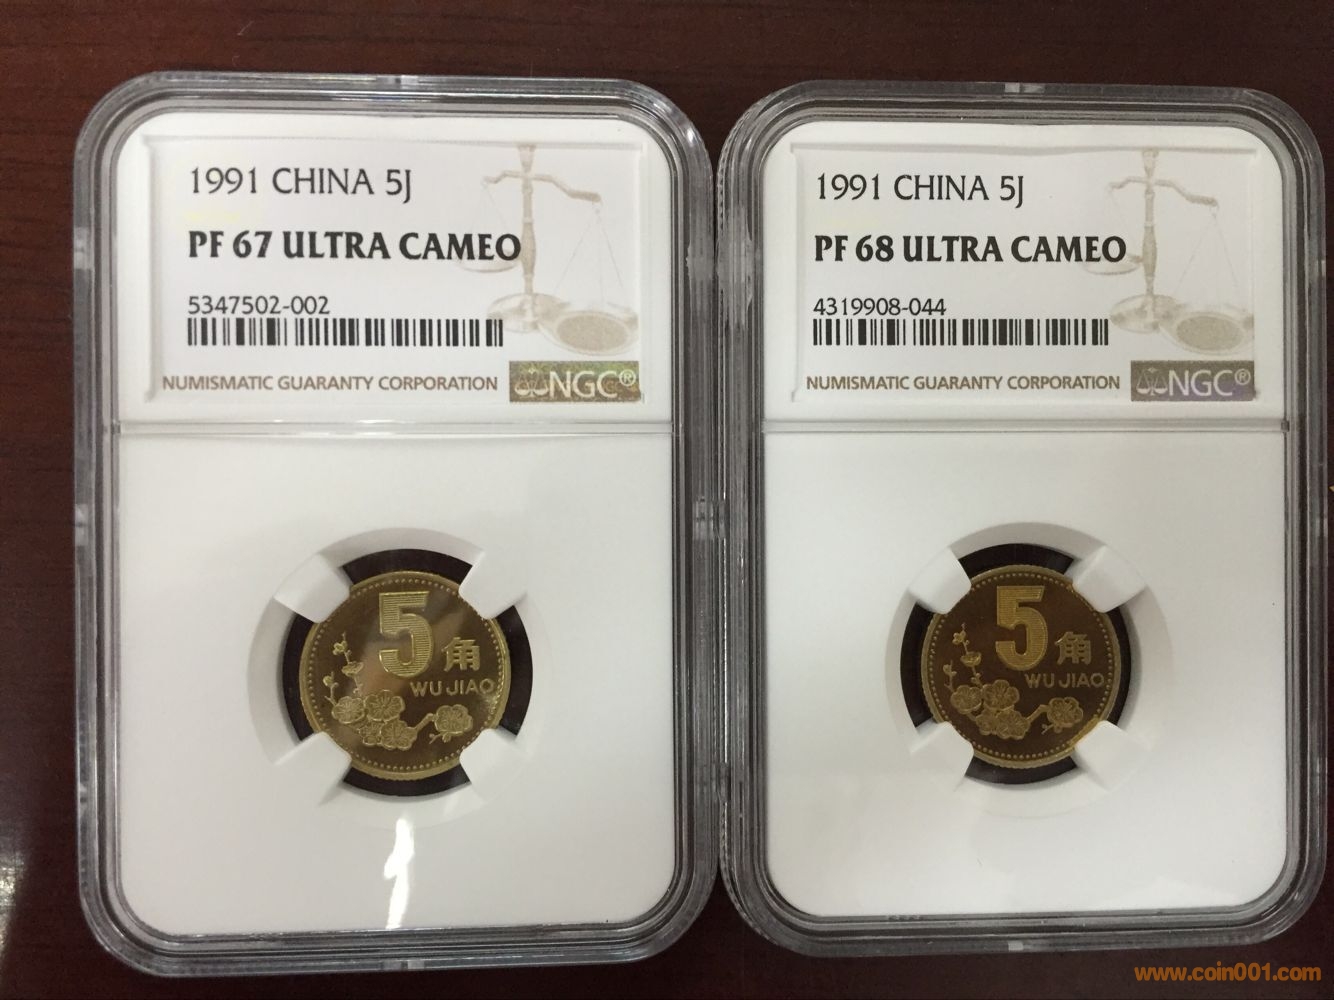 1991 CHINA 5J
PF 67 ULTRA CAMEO
5347502-002
NUMISMATIC GUARANTY CORPORATION
NGC®
5角
WU JIAO
1991 CHINA 5J
PF 68 ULTRA CAMEO
4319908-044
NUMISMATIC GUARANTY CORPORATION
NGC®
5角
WU JIAO
www.coin001.com